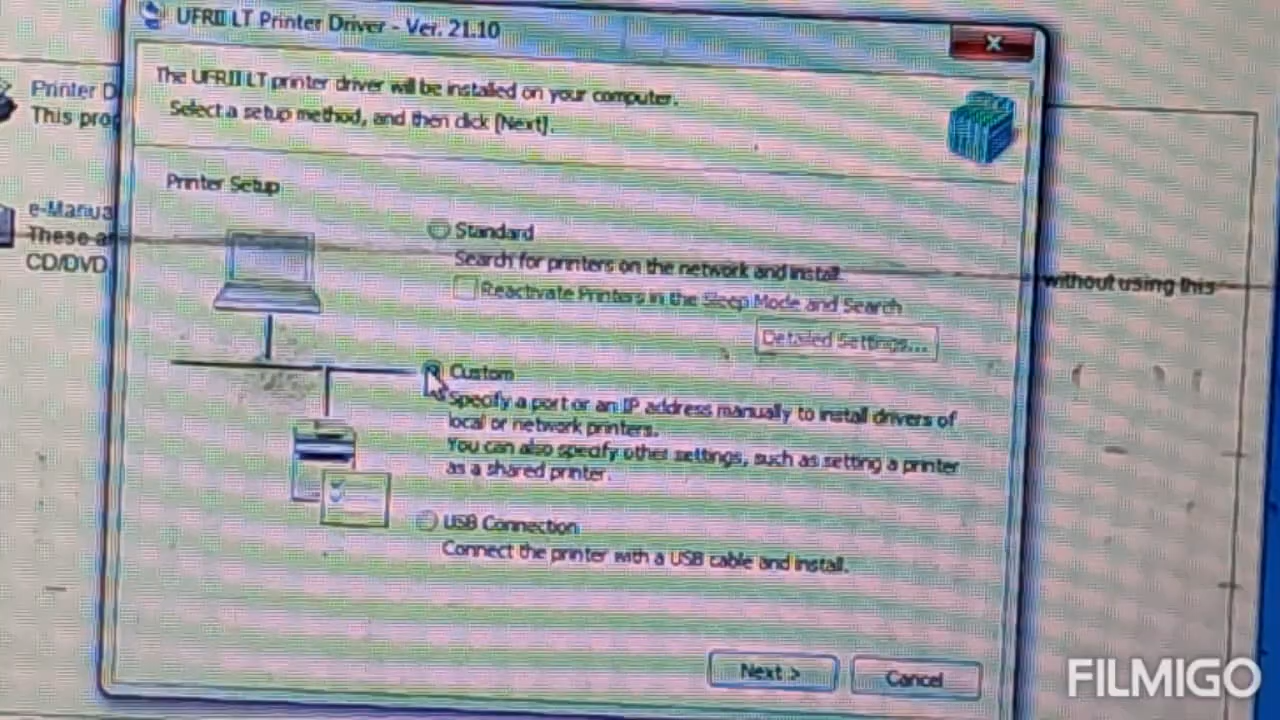 UFRII LT Printer Driver - Ver. 21.10
The UFRII LT printer driver will be installed on your computer.
Select a setup method, and then click [Next].
Printer Setup
Standard
Search for printers on the network and install.
Reactivate Printers in the Sleep Mode and Search
Detailed Settings...
Custom
Specify a port or an IP address manually to install drivers of
local or network printers.
You can also specify other settings, such as setting a printer
as a shared printer.
USB Connection
Connect the printer with a USB cable and install.
Next >
Cancel
Printer D
This prog
e-Manua
These a
CD/DVD
without using this
FILMIGO